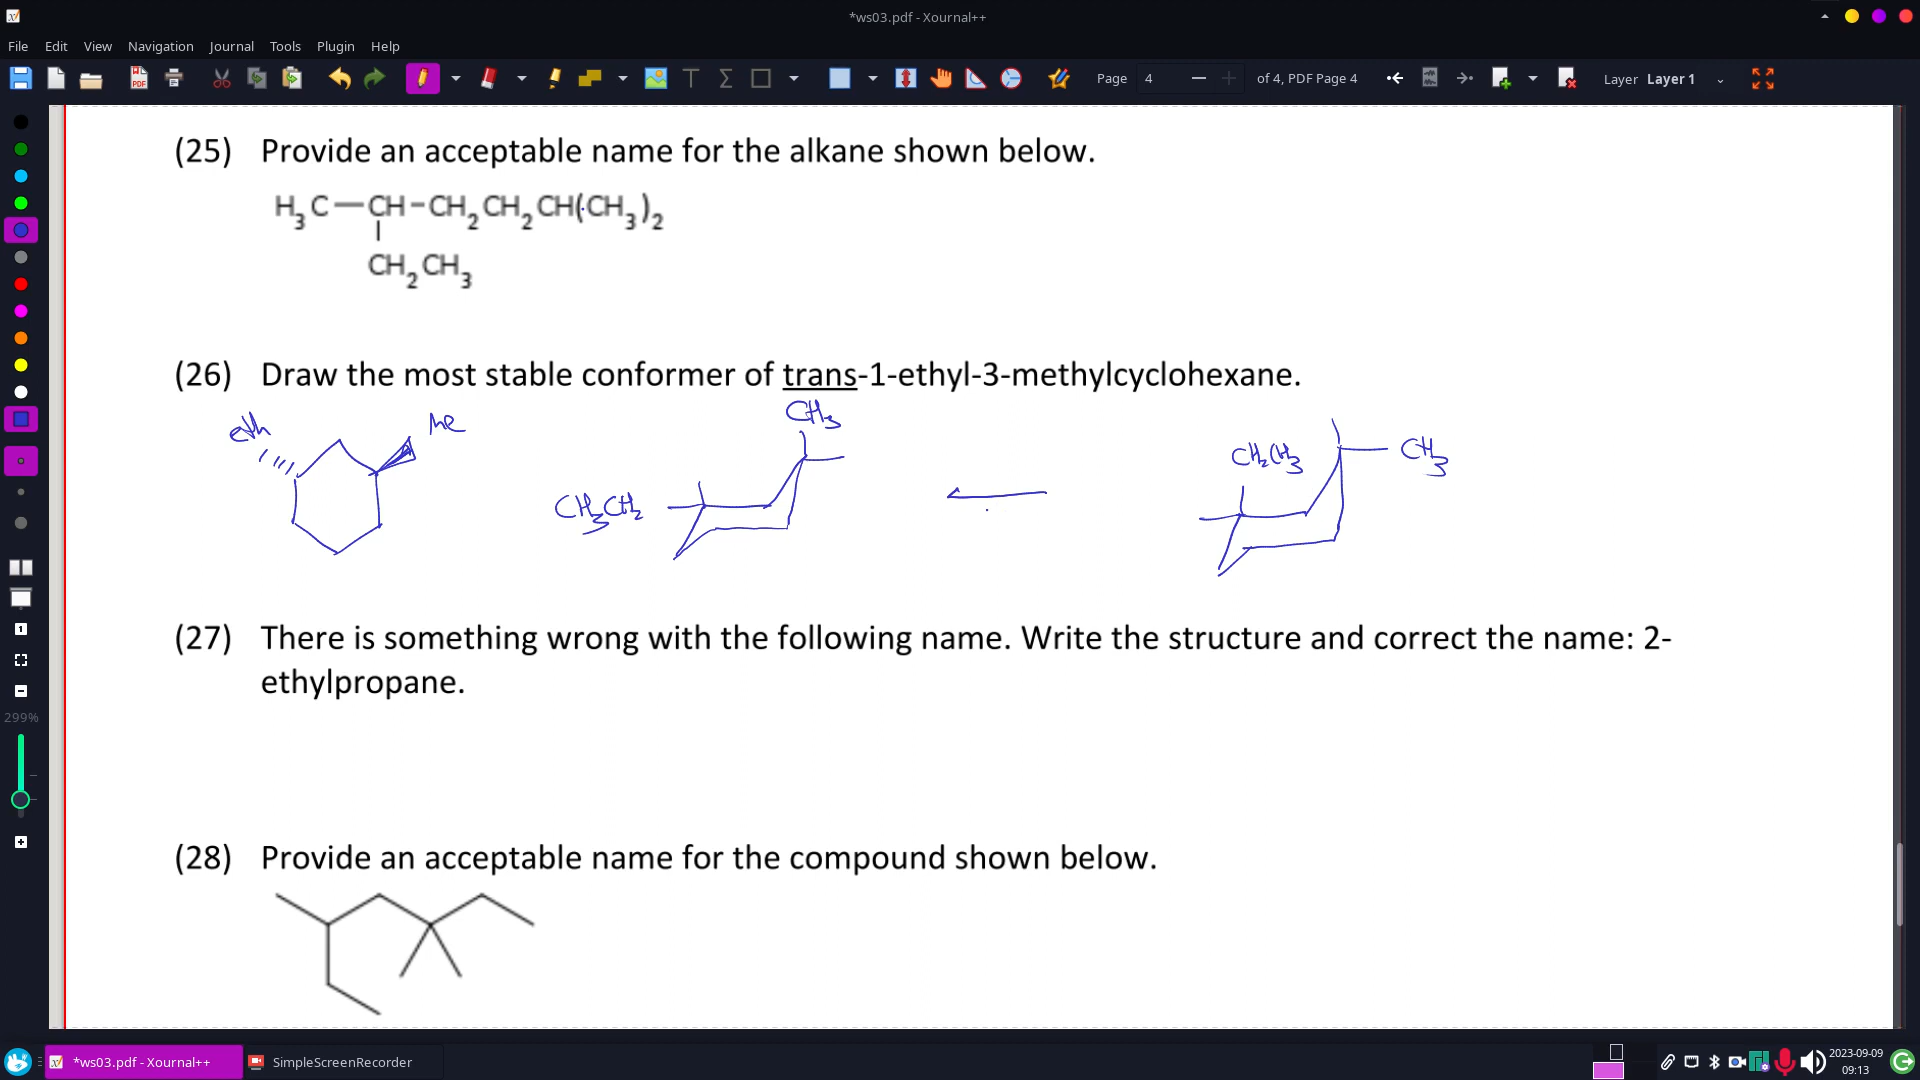 *ws03.pdf - Xournal++
File Edit View Navigation Journal Tools Plugin Help
PDF
Page 4 of 4, PDF Page 4 Layer Layer 1
(25) Provide an acceptable name for the alkane shown below.
H3C—CH-CH2CH2CH(CH3)2
CH2CH3
(26) Draw the most stable conformer of trans-1-ethyl-3-methylcyclohexane.
eth Me CH3
CH3CH2 CH2CH3 CH3
(27) There is something wrong with the following name. Write the structure and correct the name: 2-
ethylpropane.
299%
(28) Provide an acceptable name for the compound shown below.
*ws03.pdf - Xournal++ SimpleScreenRecorder
2023-09-09
09:13